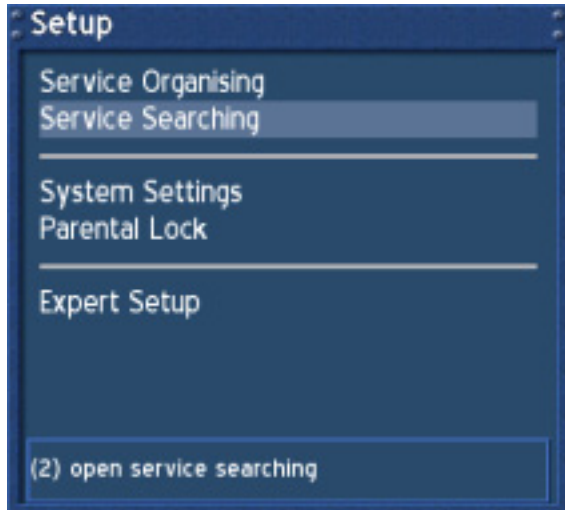 Setup
Service Organising
Service Searching
System Settings
Parental Lock
Expert Setup
(2) open service searching